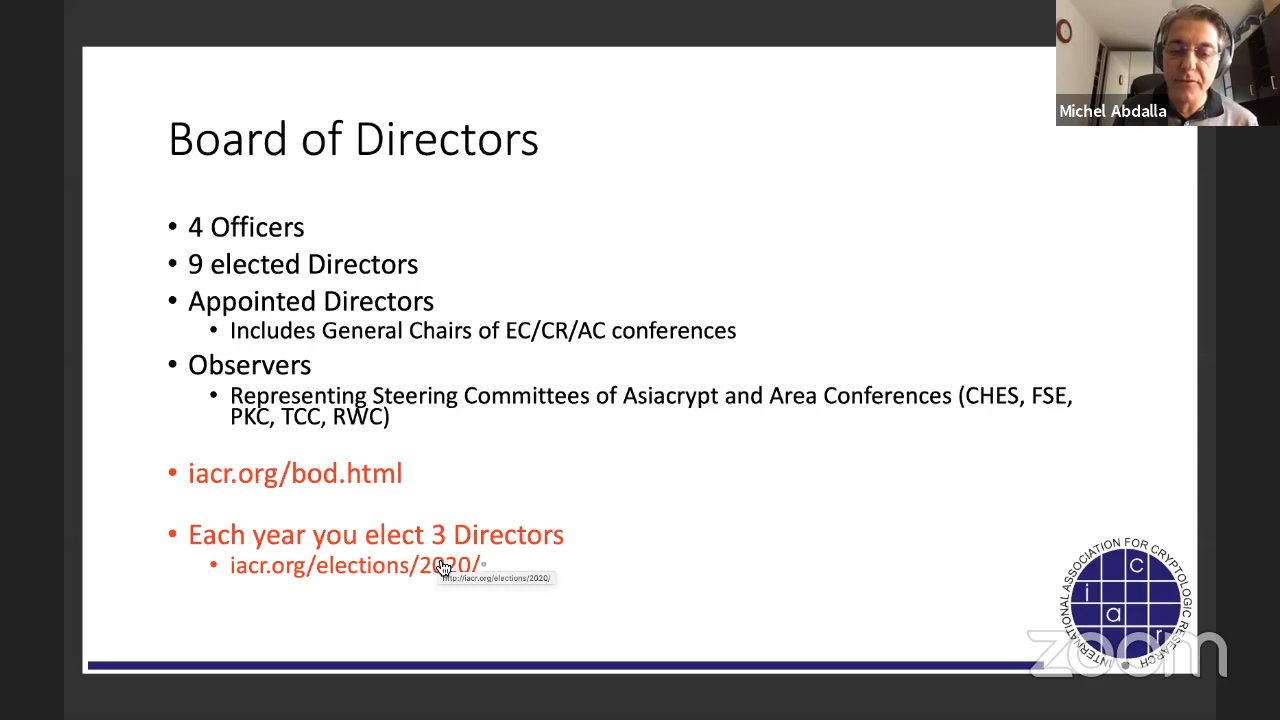 Michel Abdalla
Board of Directors
• 4 Officers
• 9 elected Directors
• Appointed Directors
• Includes General Chairs of EC/CR/AC conferences
• Observers
• Representing Steering Committees of Asiacrypt and Area Conferences (CHES, FSE,
PKC, TCC, RWC)
• iacr.org/bod.html
• Each year you elect 3 Directors
• iacr.org/elections/2020/
http://iacr.org/elections/2020/
INTERNATIONAL ASSOCIATION FOR CRYPTOLOGIC RESEARCH
c
i
a
r
zoom